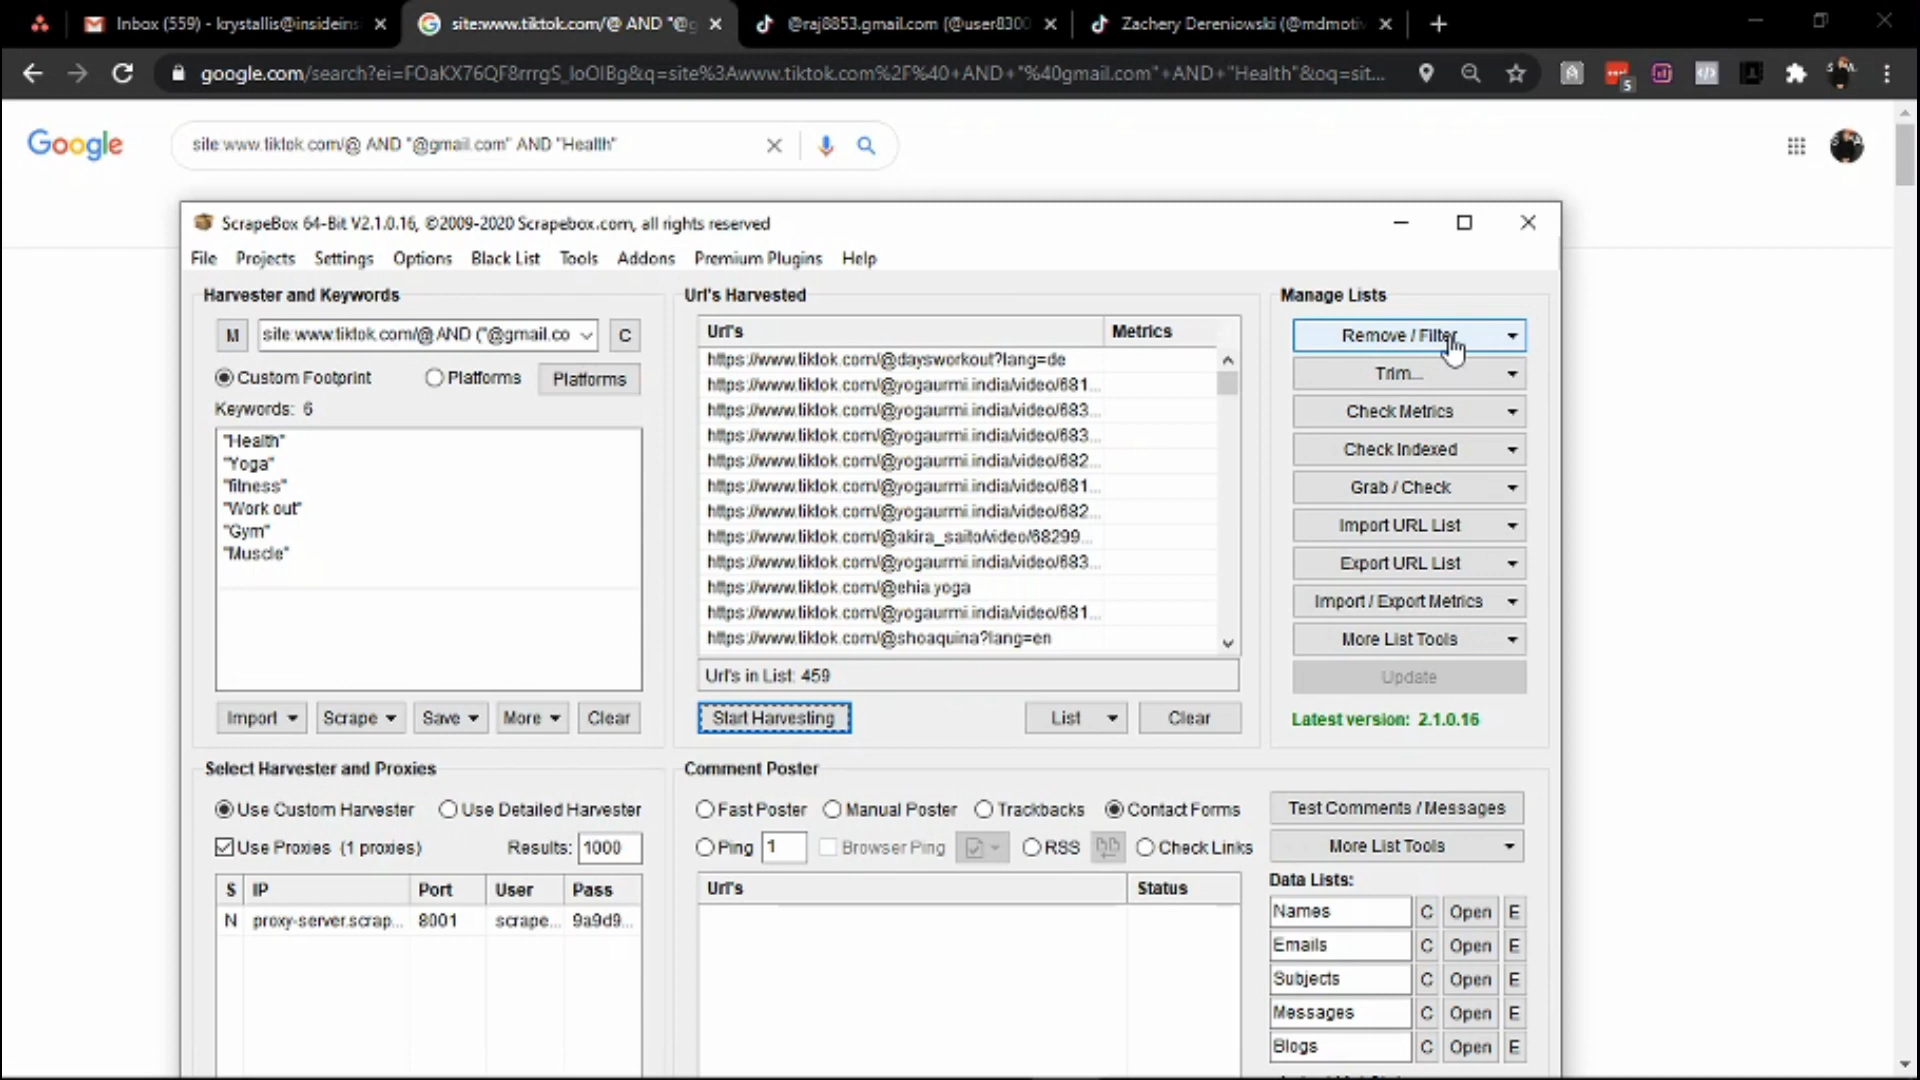 Inbox (559) - krystallis@insideins
site:www.tiktok.com/@ AND "@g
@raj8853.gmail.com (@user8300
Zachery Dereniowski (@mdmotiv
google.com/search?ei=FOaKX76QF8rrrgS_loOIBg&q=site%3Awww.tiktok.com%2F%40+AND+"%40gmail.com"+AND+"Health"&oq=sit...
5
Google
site:www.tiktok.com/@ AND "@gmail.com" AND "Health"
ScrapeBox 64-Bit V2.1.0.16, ©2009-2020 Scrapebox.com, all rights reserved
File Projects Settings Options Black List Tools Addons Premium Plugins Help
Harvester and Keywords
M site:www.tiktok.com/@ AND ("@gmail.co C
Custom Footprint Platforms Platforms
Keywords: 6
"Health"
"Yoga"
"fitness"
"Work out"
"Gym"
"Muscle"
Import Scrape Save More Clear
Url's Harvested
Url's Metrics
https://www.tiktok.com/@daysworkout?lang=de
https://www.tiktok.com/@yogaurmi.india/video/681...
https://www.tiktok.com/@yogaurmi.india/video/683...
https://www.tiktok.com/@yogaurmi.india/video/683...
https://www.tiktok.com/@yogaurmi.india/video/682...
https://www.tiktok.com/@yogaurmi.india/video/681...
https://www.tiktok.com/@yogaurmi.india/video/682...
https://www.tiktok.com/@akira_saito/video/68299...
https://www.tiktok.com/@yogaurmi.india/video/683...
https://www.tiktok.com/@ehia.yoga
https://www.tiktok.com/@yogaurmi.india/video/681...
https://www.tiktok.com/@shoaquina?lang=en
Url's in List: 459
Start Harvesting List Clear
Manage Lists
Remove / Filter
Trim...
Check Metrics
Check Indexed
Grab / Check
Import URL List
Export URL List
Import / Export Metrics
More List Tools
Update
Latest version: 2.1.0.16
Select Harvester and Proxies
Use Custom Harvester Use Detailed Harvester
Use Proxies (1 proxies) Results: 1000
S IP Port User Pass
N proxy-server.scrap... 8001 scrape... 9a9d9...
Comment Poster
Fast Poster Manual Poster Trackbacks Contact Forms
Ping 1 Browser Ping RSS Check Links
Url's Status
Test Comments / Messages
More List Tools
Data Lists:
Names C Open E
Emails C Open E
Subjects C Open E
Messages C Open E
Blogs C Open E